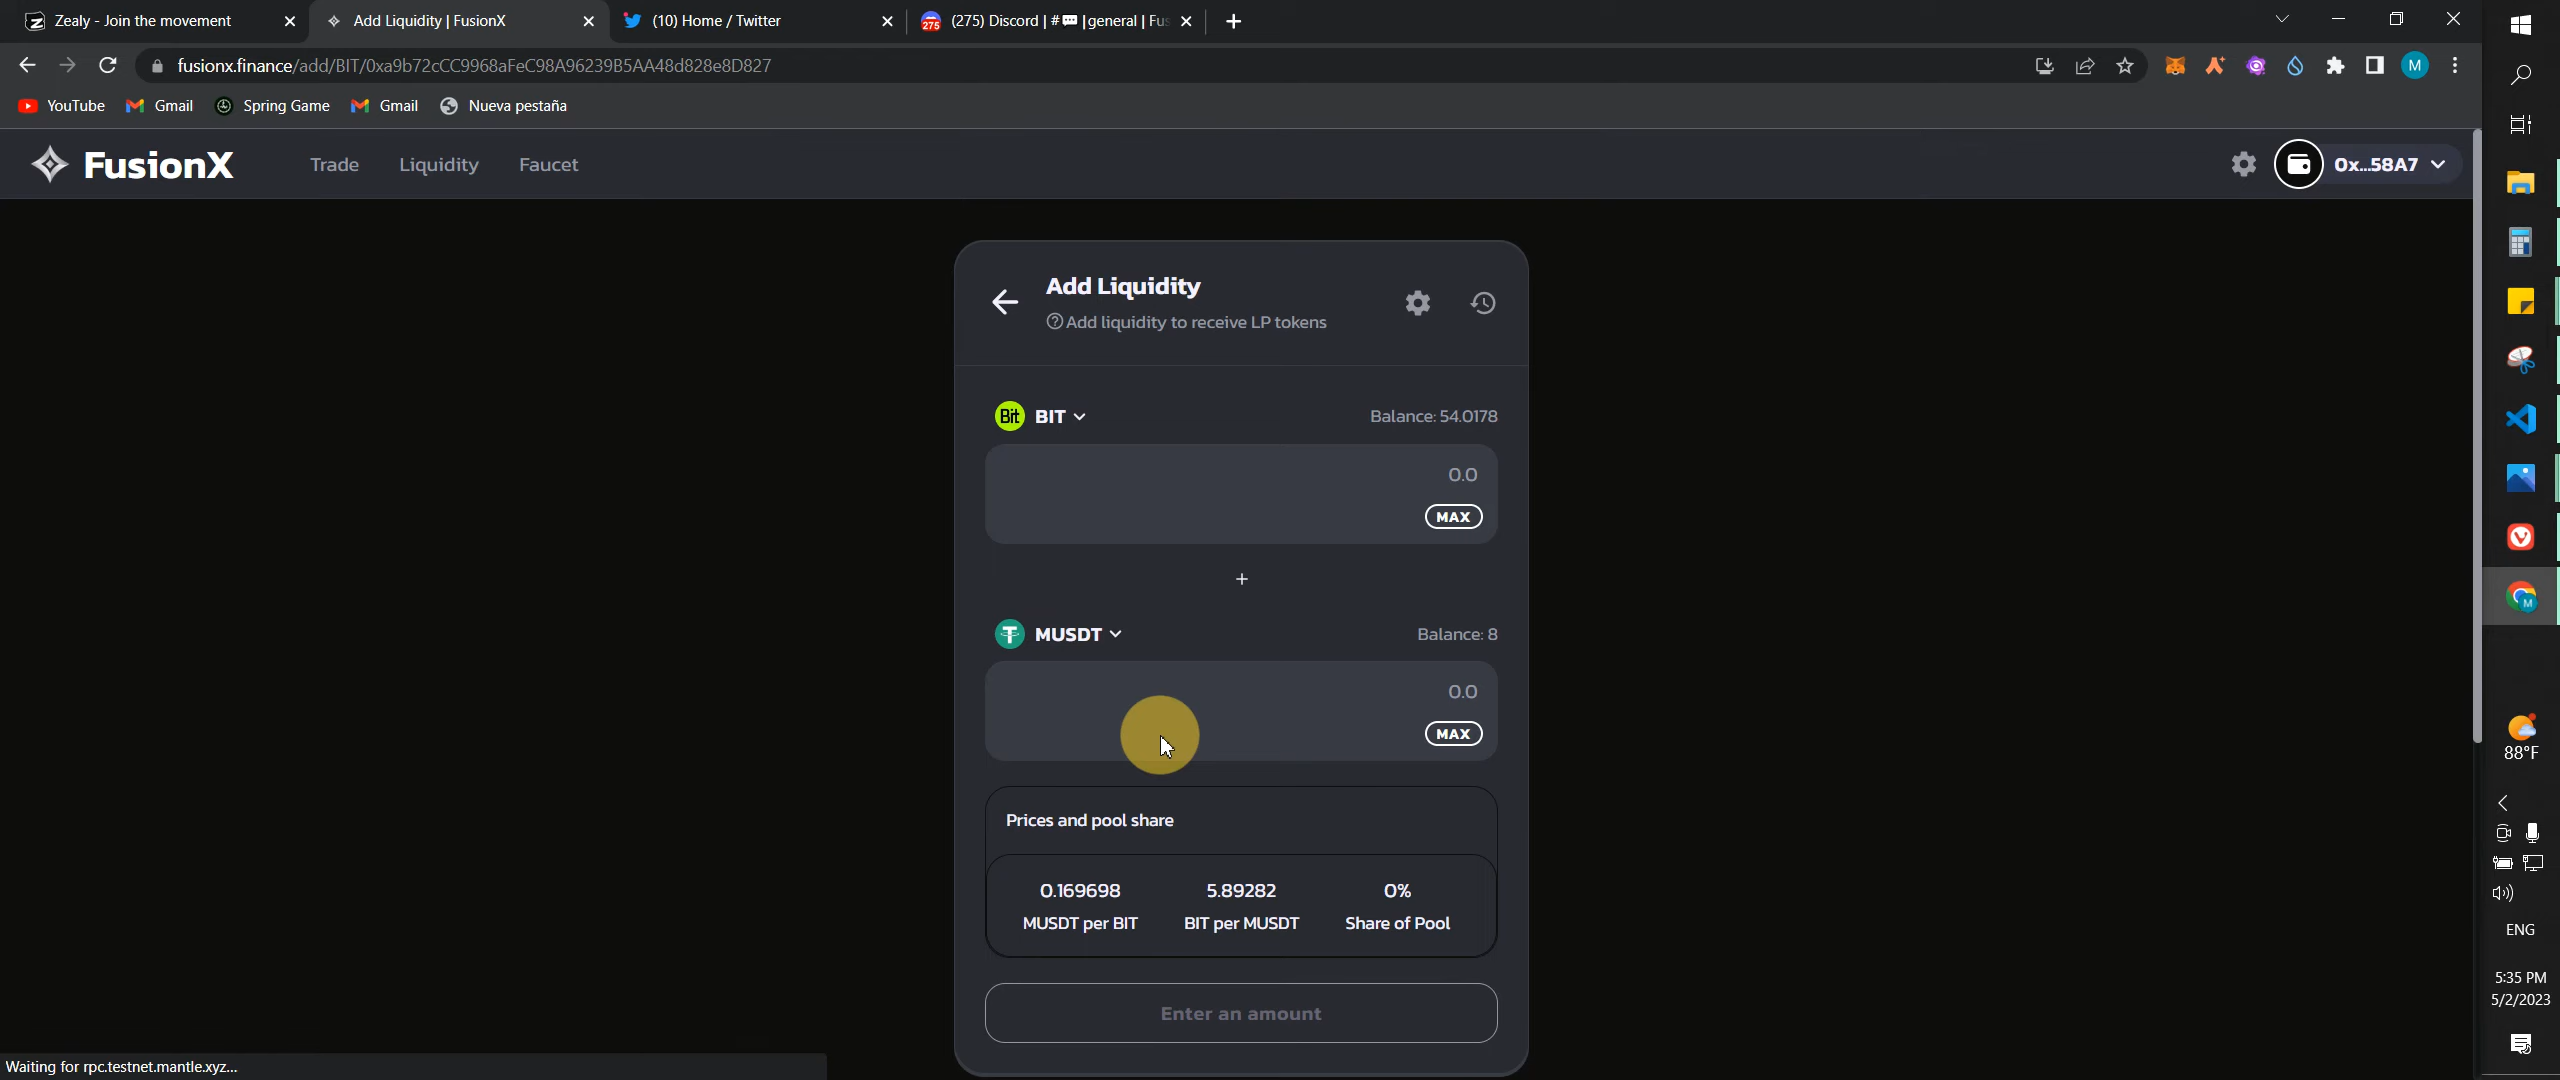 Zealy - Join the movement
Add Liquidity | FusionX
(10) Home / Twitter
275
(275) Discord | # |general | Fus
fusionx.finance/add/BIT/0xa9b72cCC9968aFeC98A96239B5AA48d828e8D827
M
YouTube
Gmail
Spring Game
Gmail
Nueva pestaña
FusionX
Trade
Liquidity
Faucet
0x...58A7
Add Liquidity
Add liquidity to receive LP tokens
Bit BIT
Balance: 54.0178
0.0
MAX
+
MUSDT
Balance: 8
0.0
MAX
Prices and pool share
0.169698 5.89282 0%
MUSDT per BIT BIT per MUSDT Share of Pool
Enter an amount
Waiting for rpc.testnet.mantle.xyz...
M
88°F
ENG
5:35 PM
5/2/2023